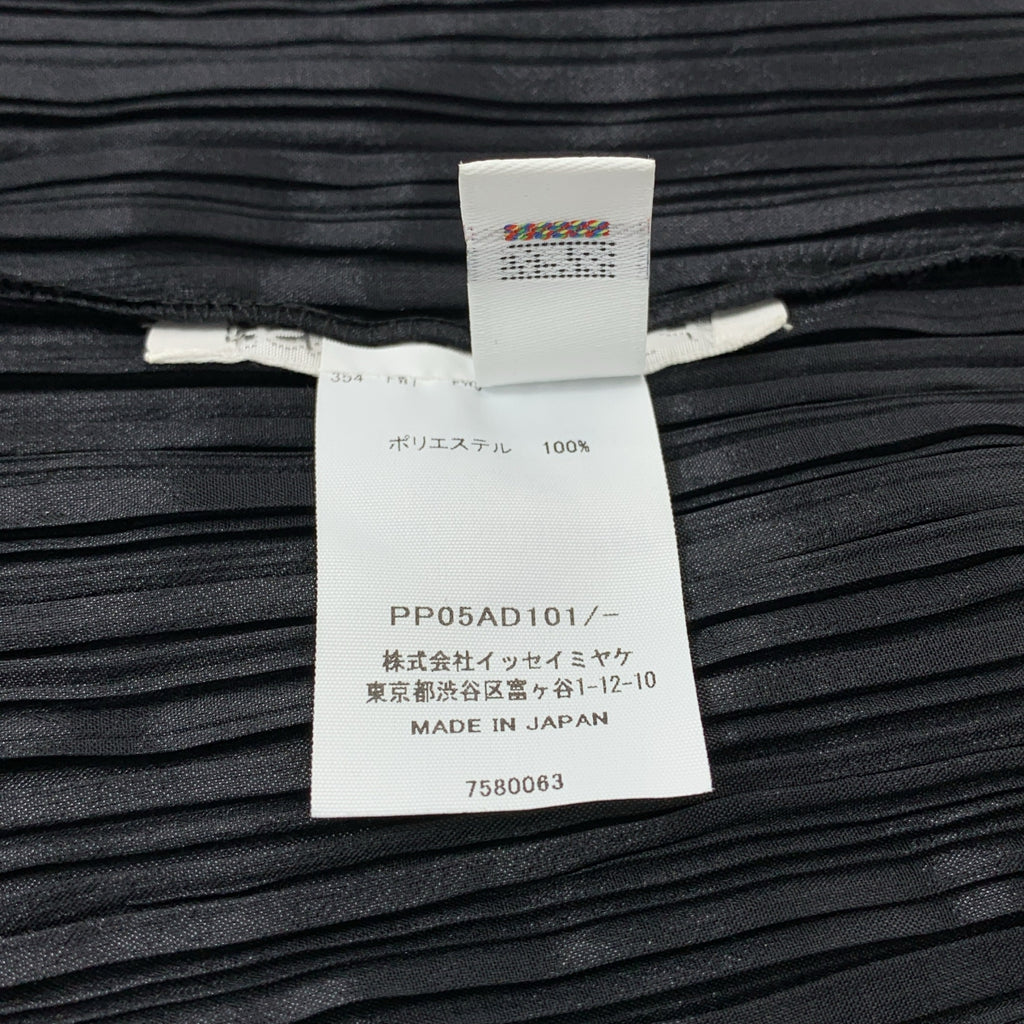 ポリエステル 100%
PP05AD101/-
株式会社イッセイミヤケ
東京都渋谷区富ヶ谷1-12-10
MADE IN JAPAN
7580063